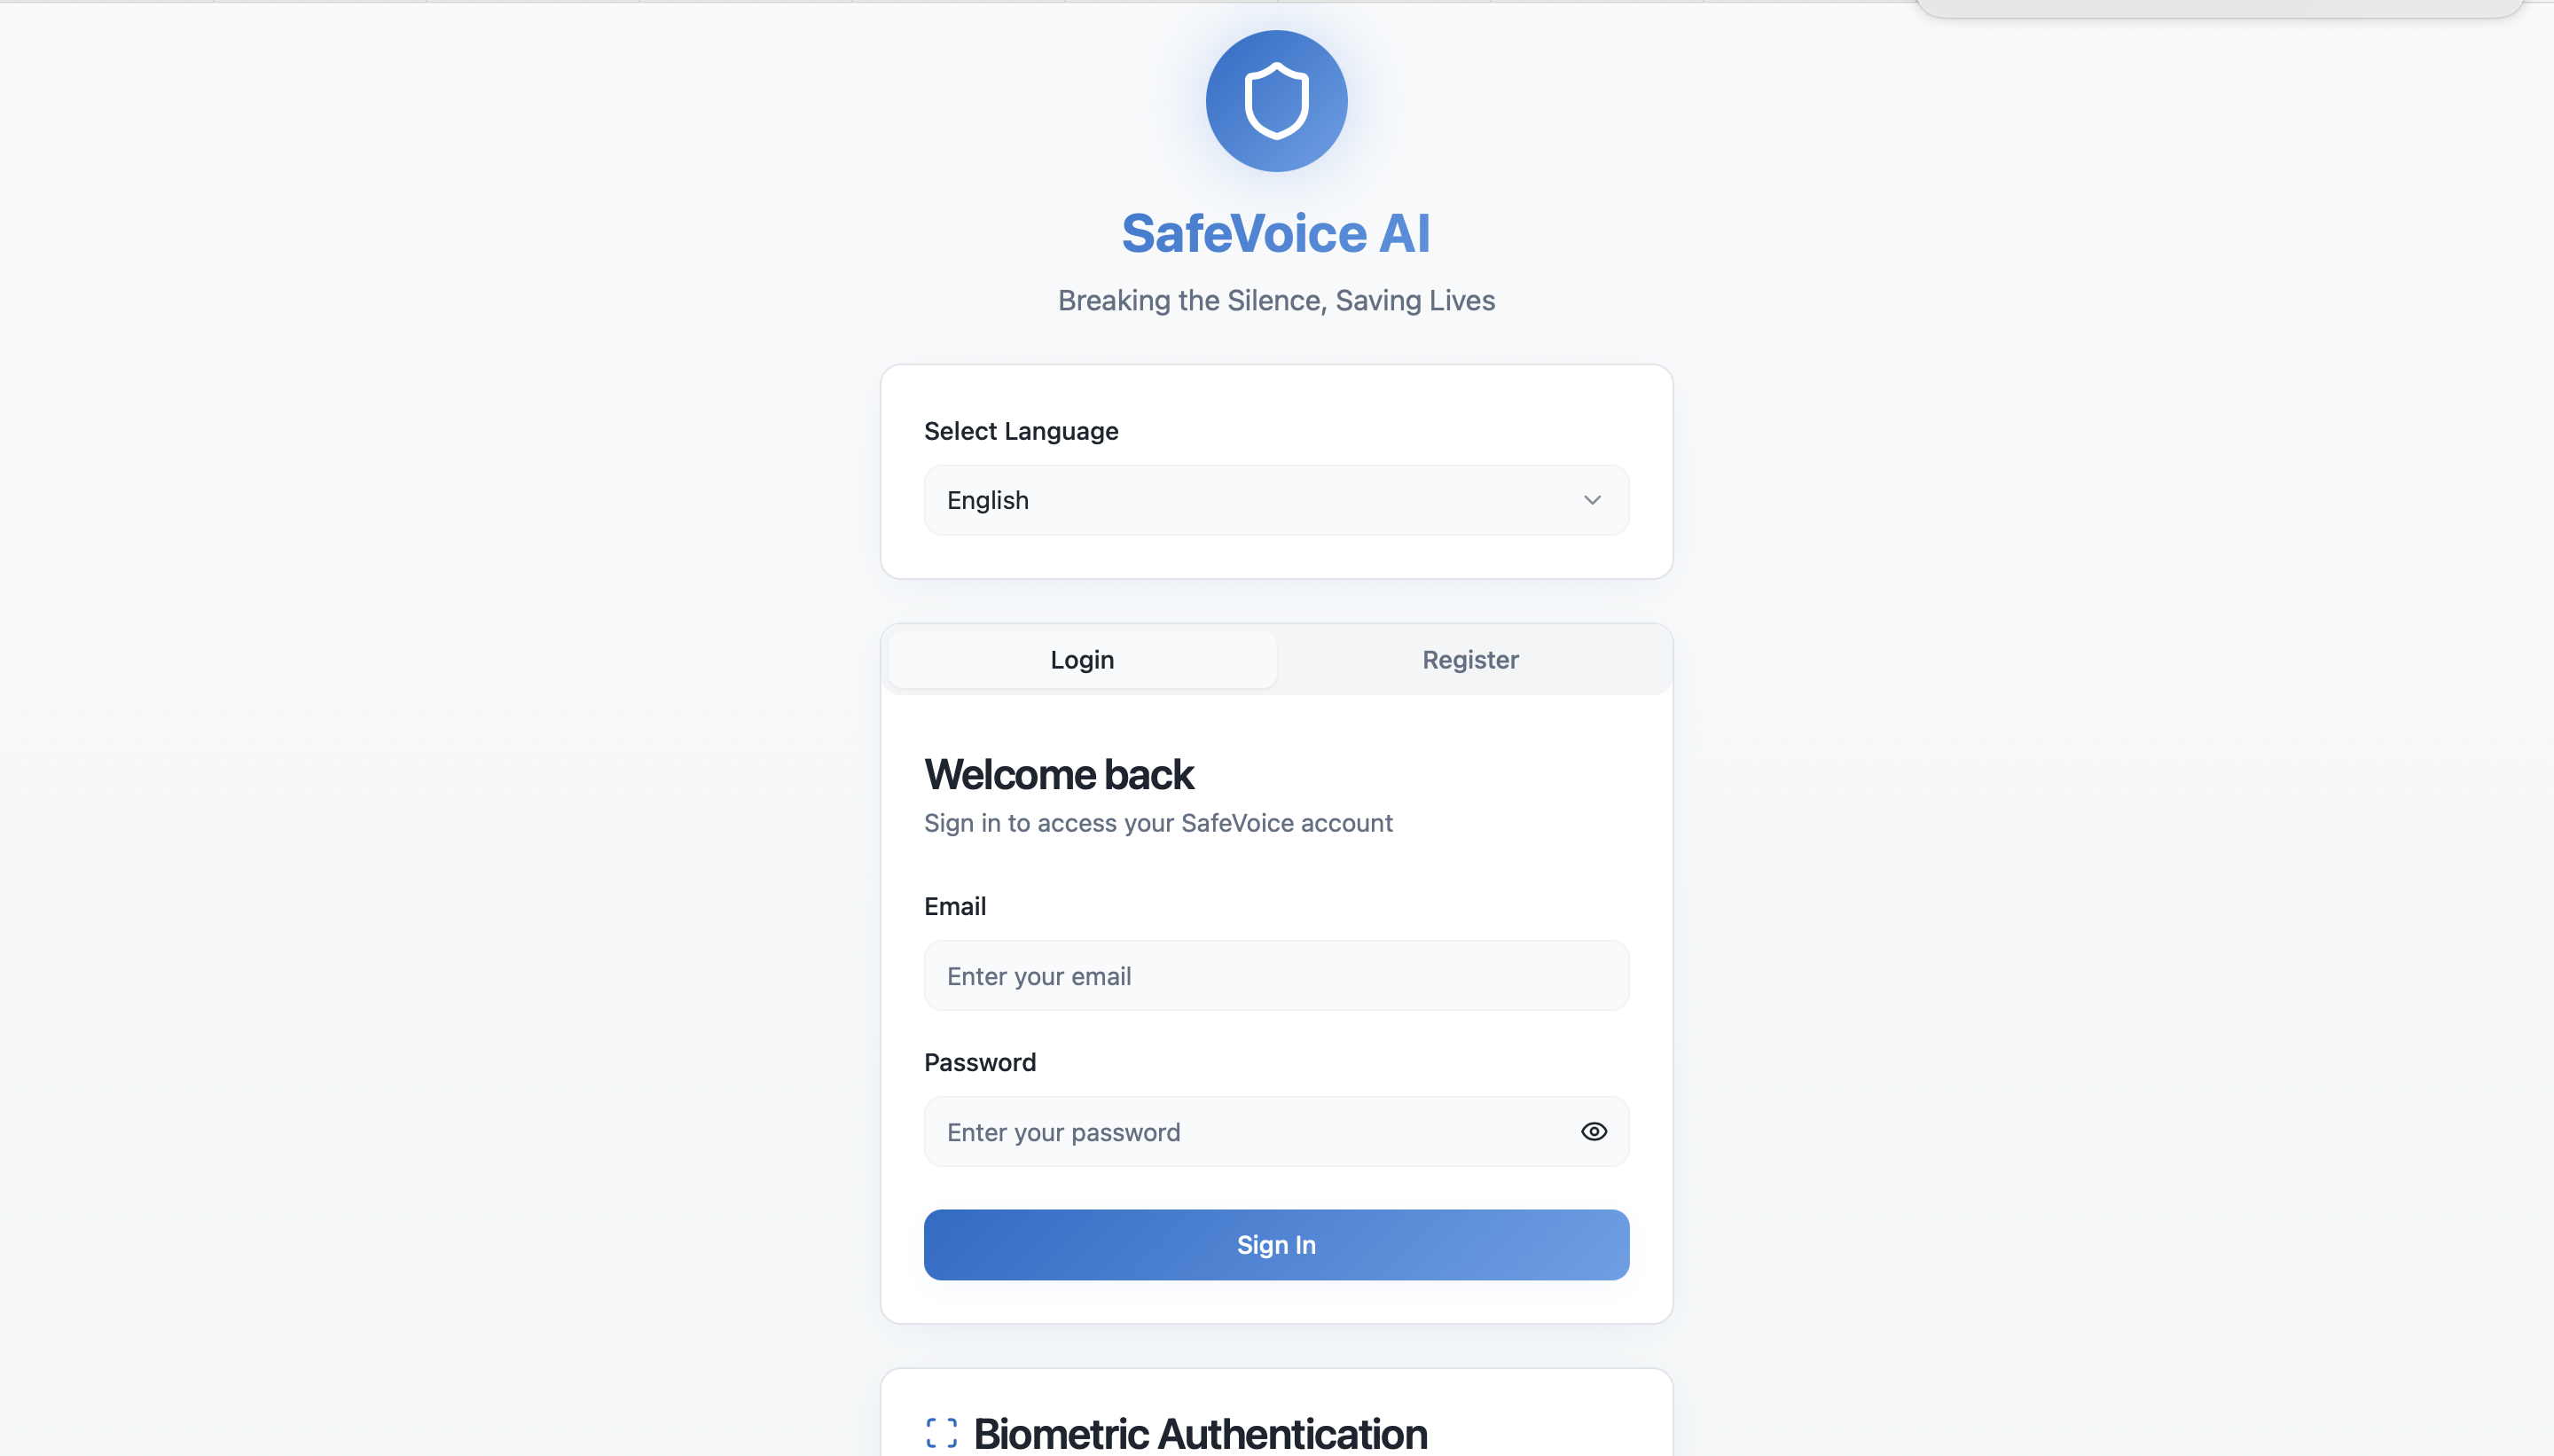 SafeVoice AI
Breaking the Silence, Saving Lives
Select Language
English
Login
Register
Welcome back
Sign in to access your SafeVoice account
Email
Enter your email
Password
Enter your password
Sign In
Biometric Authentication